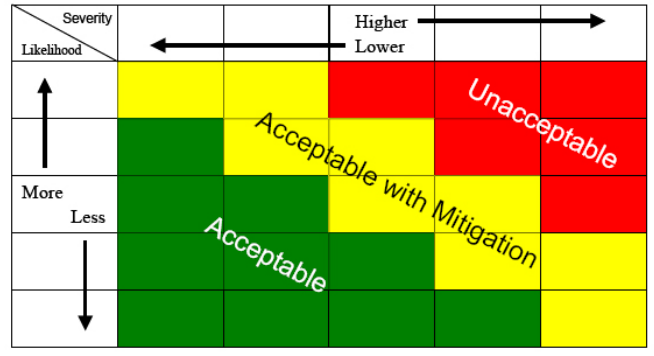 Severity
Likelihood
Higher
Lower
Unacceptable
Acceptable with Mitigation
More
Less
Acceptable